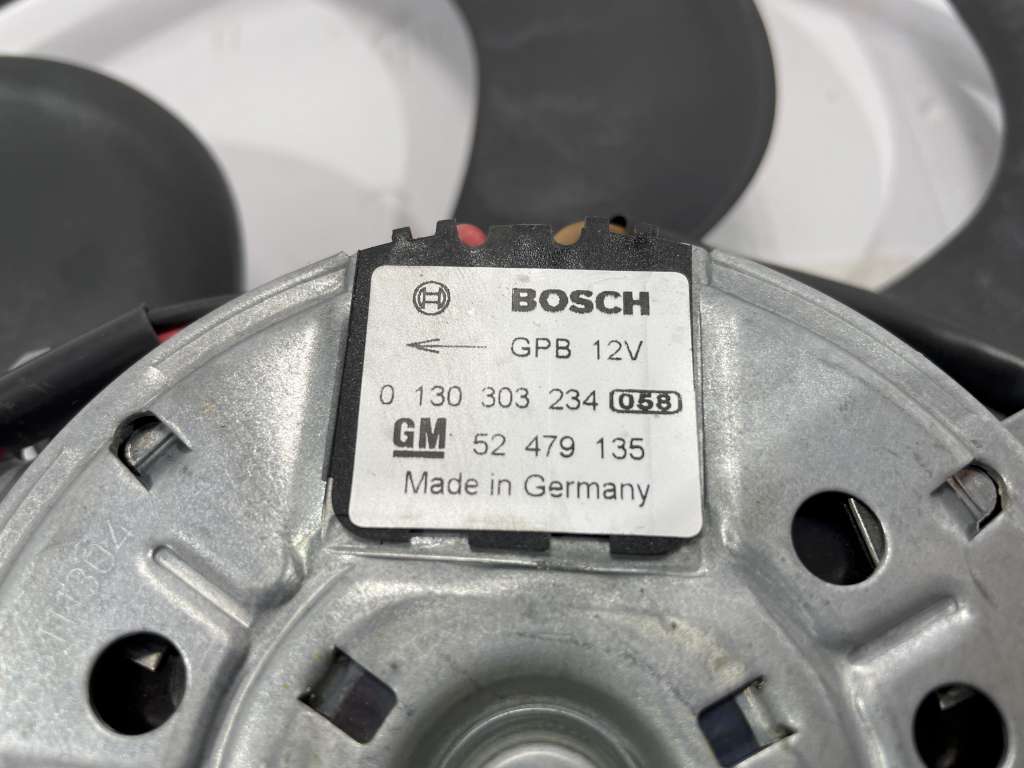 BOSCH
GPB 12V
0 130 303 234 058
GM 52 479 135
Made in Germany